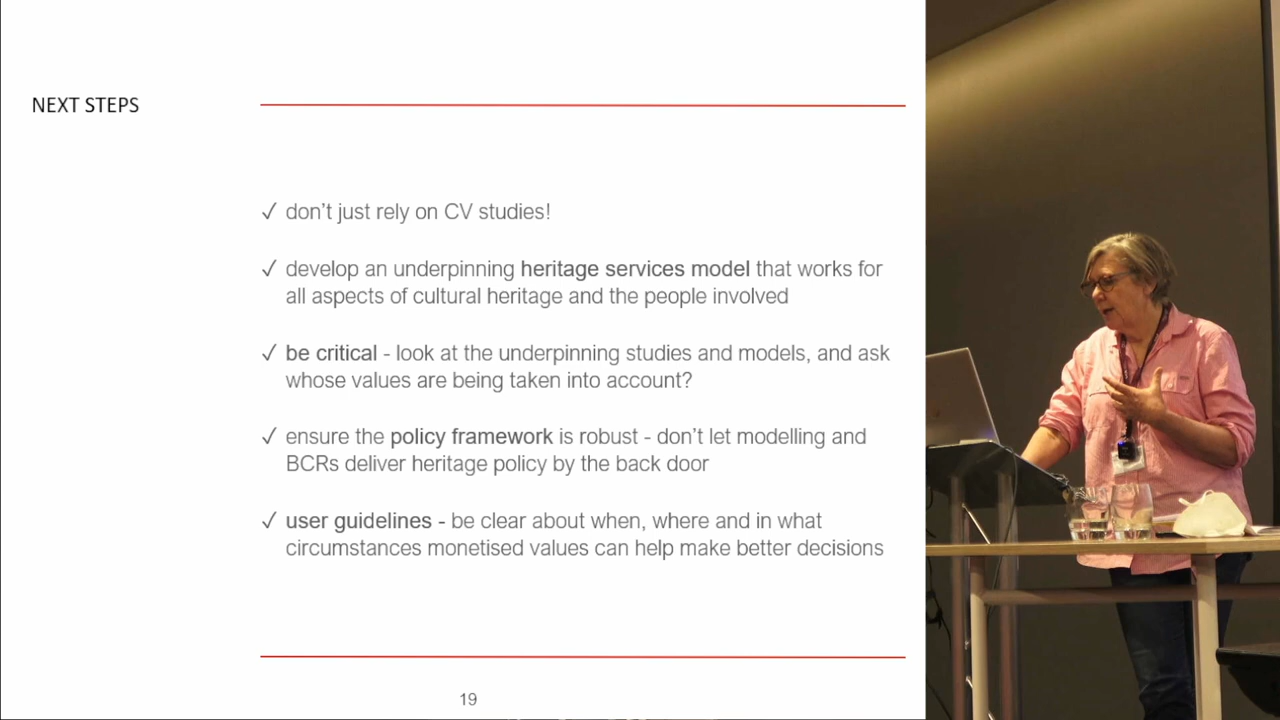 NEXT STEPS
✓ don't just rely on CV studies!
✓ develop an underpinning heritage services model that works for
all aspects of cultural heritage and the people involved
✓ be critical - look at the underpinning studies and models, and ask
whose values are being taken into account?
✓ ensure the policy framework is robust - don't let modelling and
BCRs deliver heritage policy by the back door
✓ user guidelines - be clear about when, where and in what
circumstances monetised values can help make better decisions
19